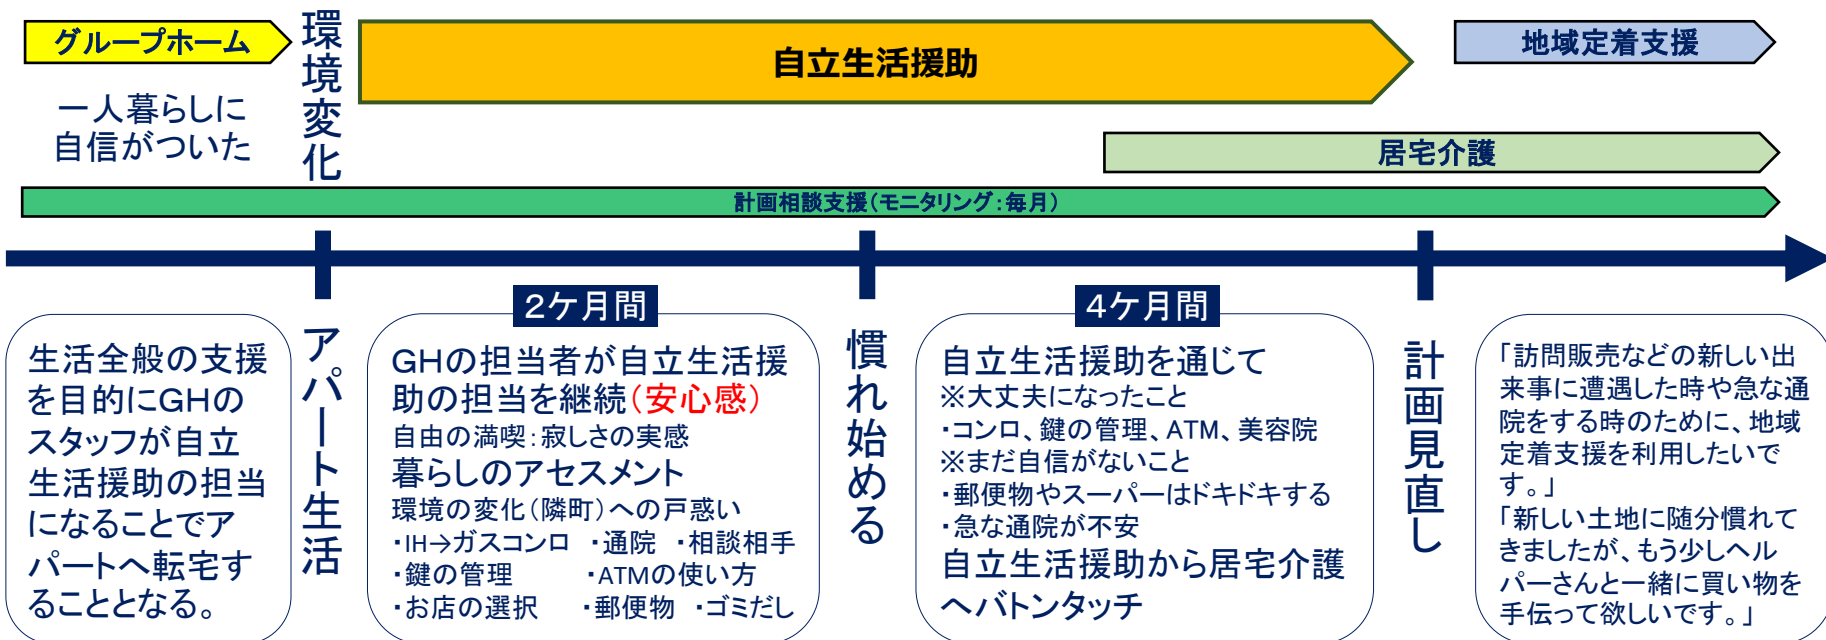 グループホーム
一人暮らしに
自信がついた
環境変化
自立生活援助
地域定着支援
居宅介護
計画相談支援(モニタリング:毎月)
生活全般の支援
を目的にGHの
スタッフが自立
生活援助の担当
になることでア
パートへ転宅す
ることとなる。
アパート生活
2ケ月間
GHの担当者が自立生活援
助の担当を継続(安心感)
自由の満喫:寂しさの実感
暮らしのアセスメント
環境の変化(隣町)への戸惑い
・IH→ガスコンロ ・通院 ・相談相手
・鍵の管理 ・ATMの使い方
・お店の選択 ・郵便物 ・ゴミだし
慣れ始める
4ケ月間
自立生活援助を通じて
※大丈夫になったこと
・コンロ、鍵の管理、ATM、美容院
※まだ自信がないこと
・郵便物やスーパーはドキドキする
・急な通院が不安
自立生活援助から居宅介護
へバトンタッチ
計画見直し
「訪問販売などの新しい出
来事に遭遇した時や急な通
院をする時のために、地域
定着支援を利用したいで
す。」
「新しい土地に随分慣れて
きましたが、もう少しヘル
パーさんと一緒に買い物を
手伝って欲しいです。」